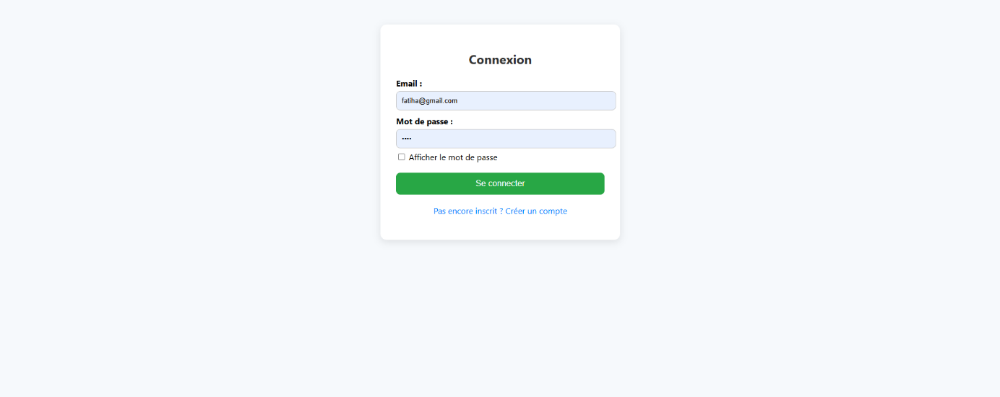 Connexion
Email :
fatiha@gmail.com
Mot de passe :
••••
Afficher le mot de passe
Se connecter
Pas encore inscrit ? Créer un compte